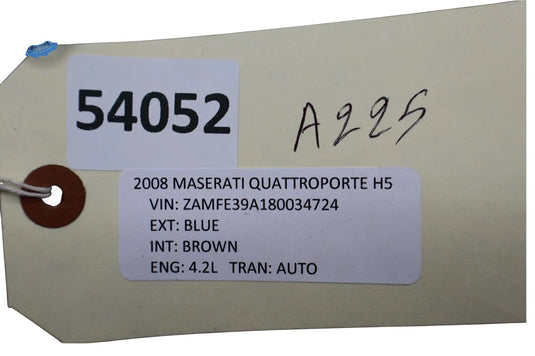 54052
A225
2008 MASERATI QUATTROPORTE H5
VIN: ZAMFE39A180034724
EXT: BLUE
INT: BROWN
ENG: 4.2L TRAN: AUTO